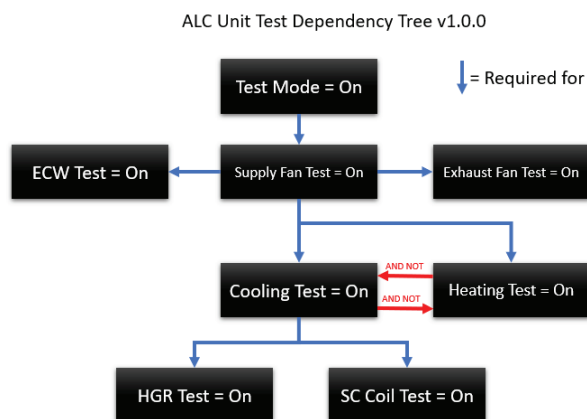 ALC Unit Test Dependency Tree v1.0.0
Test Mode = On
= Required for
ECW Test = On
Supply Fan Test = On
Exhaust Fan Test = On
AND NOT
Cooling Test = On
Heating Test = On
AND NOT
HGR Test = On
SC Coil Test = On